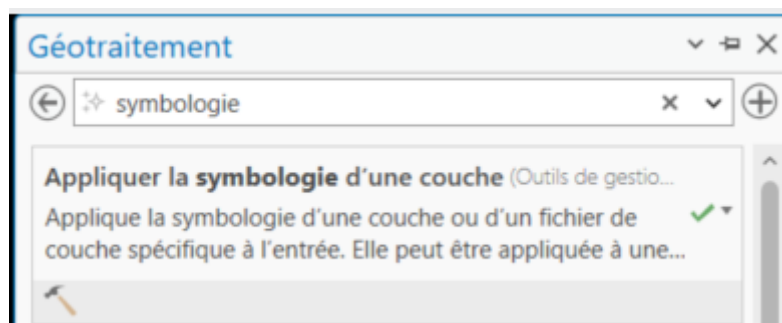 Géotraitement
symbologie
Appliquer la symbologie d'une couche (Outils de gestio...
Applique la symbologie d'une couche ou d'un fichier de
couche spécifique à l'entrée. Elle peut être appliquée à une...